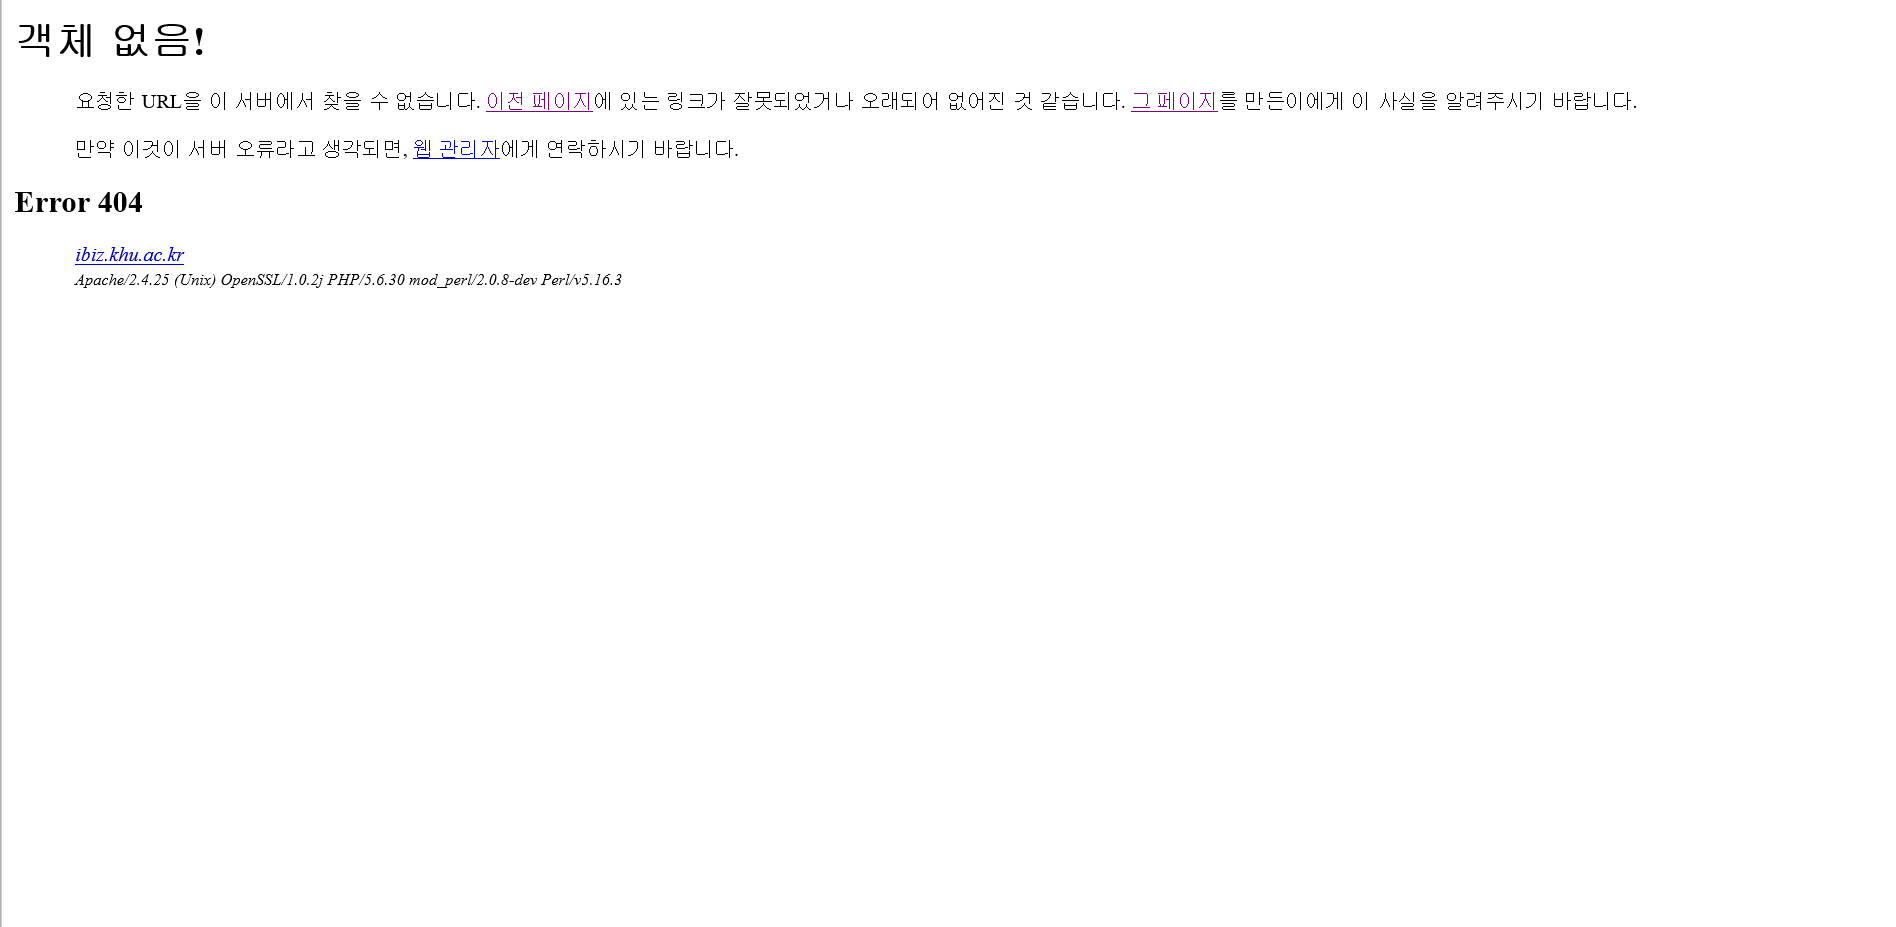 객체 없음!
요청한 URL을 이 서버에서 찾을 수 없습니다. 이전 페이지에 있는 링크가 잘못되었거나 오래되어 없어진 것 같습니다. 그 페이지를 만든이에게 이 사실을 알려주시기 바랍니다.
만약 이것이 서버 오류라고 생각되면, 웹 관리자에게 연락하시기 바랍니다.
Error 404
ibiz.khu.ac.kr
Apache/2.4.25 (Unix) OpenSSL/1.0.2j PHP/5.6.30 mod_perl/2.0.8-dev Perl/v5.16.3